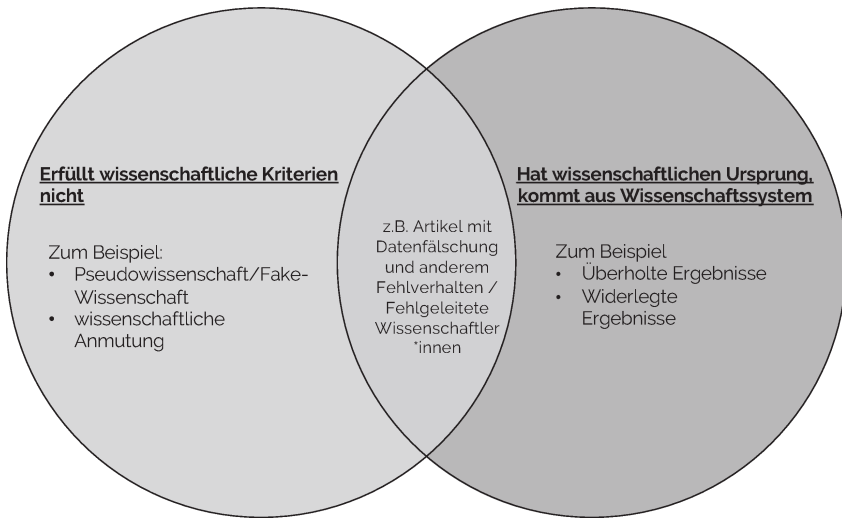 Erfüllt wissenschaftliche Kriterien
nicht
Zum Beispiel:
• Pseudowissenschaft/Fake-
Wissenschaft
• wissenschaftliche
Anmutung
z.B. Artikel mit
Datenfälschung
und anderem
Fehlverhalten /
Fehlgeleitete
Wissenschaftler
*innen
Hat wissenschaftlichen Ursprung,
kommt aus Wissenschaftssystem
Zum Beispiel
• Überholte Ergebnisse
• Widerlegte
Ergebnisse